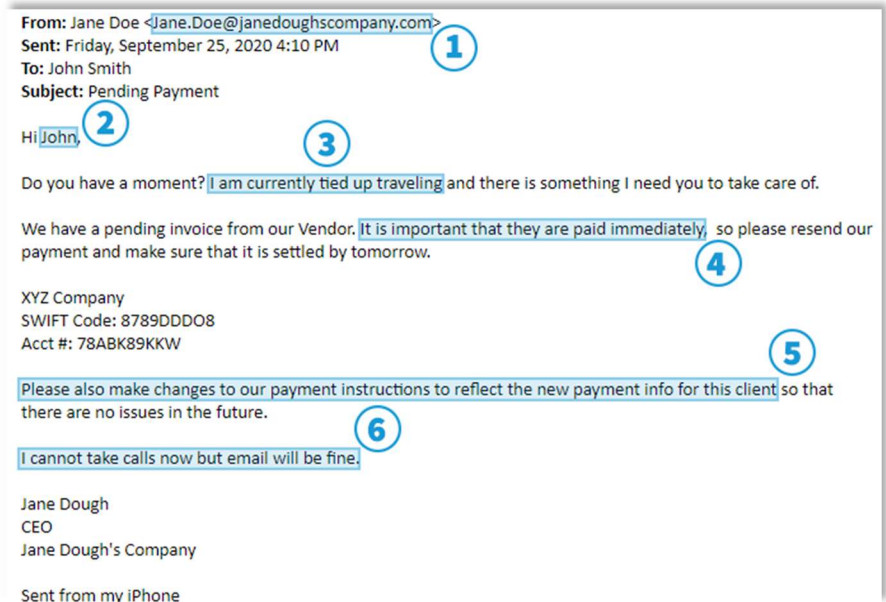 From: Jane Doe <Jane.Doe@janedoughscompany.com>
1
Sent: Friday, September 25, 2020 4:10 PM
To: John Smith
Subject: Pending Payment
2
Hi John,
3
Do you have a moment? I am currently tied up traveling and there is something I need you to take care of.
We have a pending invoice from our Vendor. It is important that they are paid immediately, so please resend our
payment and make sure that it is settled by tomorrow.
4
XYZ Company
SWIFT Code: 8789DDDO8
Acct #: 78ABK89KKW
5
Please also make changes to our payment instructions to reflect the new payment info for this client so that
there are no issues in the future.
6
I cannot take calls now but email will be fine.
Jane Dough
CEO
Jane Dough's Company
Sent from my iPhone